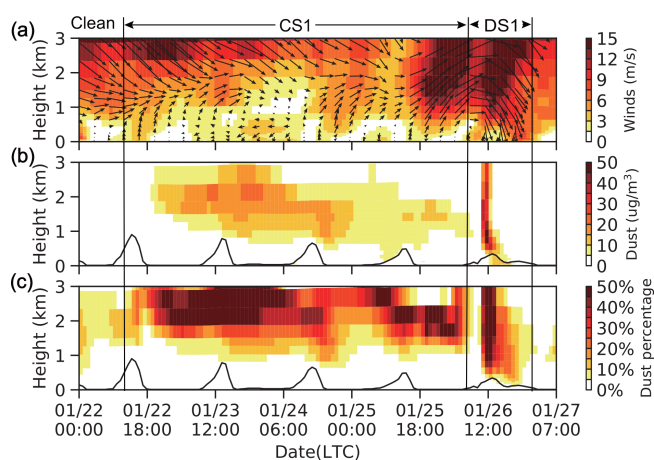 Clean CS1 DS1
(a)
Height (km)
3
2
1
0
15
12
9
6
3
0
Winds (m/s)
(b)
Height (km)
3
2
1
0
50
40
30
20
10
0
Dust (ug/m³)
(c)
Height (km)
3
2
1
0
50%
40%
30%
20%
10%
0%
Dust percentage
01/22 01/22 01/23 01/24 01/25 01/25 01/26 01/27
00:00 18:00 12:00 06:00 00:00 18:00 12:00 07:00
Date(LTC)